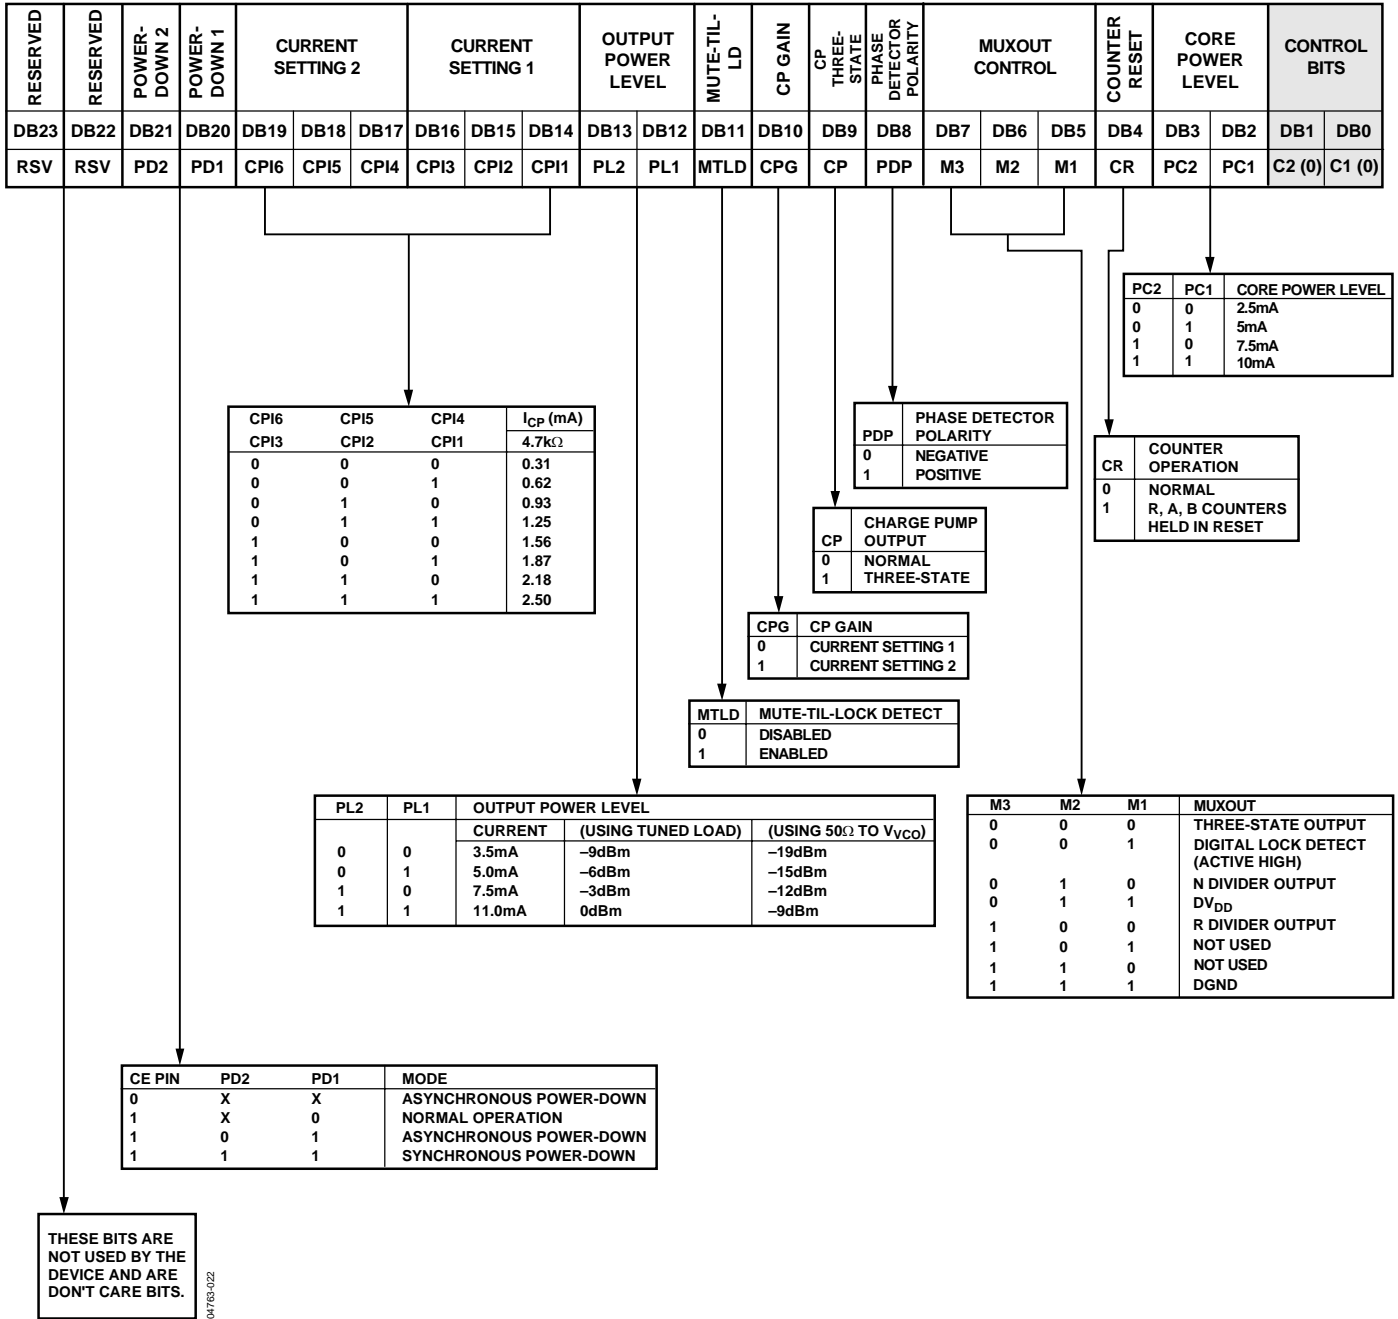 RESERVED RESERVED POWER-DOWN 2 POWER-DOWN 1 CURRENT SETTING 2 CURRENT SETTING 1 OUTPUT POWER LEVEL MUTE-TIL-LD CP GAIN CP THREE-STATE PHASE DETECTOR POLARITY MUXOUT CONTROL COUNTER RESET CORE POWER LEVEL CONTROL BITS
DB23 DB22 DB21 DB20 DB19 DB18 DB17 DB16 DB15 DB14 DB13 DB12 DB11 DB10 DB9 DB8 DB7 DB6 DB5 DB4 DB3 DB2 DB1 DB0
RSV RSV PD2 PD1 CPI6 CPI5 CPI4 CPI3 CPI2 CPI1 PL2 PL1 MTLD CPG CP PDP M3 M2 M1 CR PC2 PC1 C2 (0) C1 (0)
PC2 PC1 CORE POWER LEVEL
0 0 2.5mA
0 1 5mA
1 0 7.5mA
1 1 10mA
CPI6 CPI5 CPI4 ICP (mA)
CPI3 CPI2 CPI1 4.7kΩ
0 0 0 0.31
0 0 1 0.62
0 1 0 0.93
0 1 1 1.25
1 0 0 1.56
1 0 1 1.87
1 1 0 2.18
1 1 1 2.50
PHASE DETECTOR
PDP POLARITY
0 NEGATIVE
1 POSITIVE
COUNTER
CR OPERATION
0 NORMAL
1 R, A, B COUNTERS
HELD IN RESET
CHARGE PUMP
CP OUTPUT
0 NORMAL
1 THREE-STATE
CPG CP GAIN
0 CURRENT SETTING 1
1 CURRENT SETTING 2
MTLD MUTE-TIL-LOCK DETECT
0 DISABLED
1 ENABLED
PL2 PL1 OUTPUT POWER LEVEL
CURRENT (USING TUNED LOAD) (USING 50Ω TO VVCO)
0 0 3.5mA –9dBm –19dBm
0 1 5.0mA –6dBm –15dBm
1 0 7.5mA –3dBm –12dBm
1 1 11.0mA 0dBm –9dBm
M3 M2 M1 MUXOUT
0 0 0 THREE-STATE OUTPUT
0 0 1 DIGITAL LOCK DETECT
(ACTIVE HIGH)
0 1 0 N DIVIDER OUTPUT
0 1 1 DVDD
1 0 0 R DIVIDER OUTPUT
1 0 1 NOT USED
1 1 0 NOT USED
1 1 1 DGND
CE PIN PD2 PD1 MODE
0 X X ASYNCHRONOUS POWER-DOWN
1 X 0 NORMAL OPERATION
1 0 1 ASYNCHRONOUS POWER-DOWN
1 1 1 SYNCHRONOUS POWER-DOWN
THESE BITS ARE
NOT USED BY THE
DEVICE AND ARE
DON'T CARE BITS.
04763-022